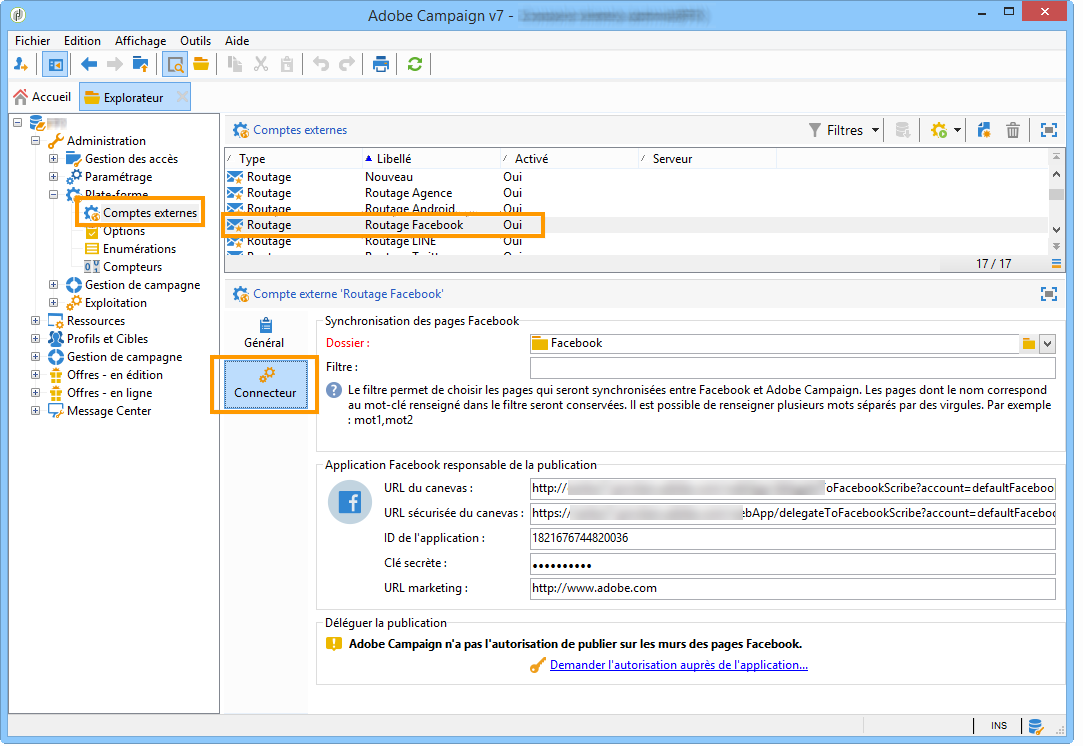 Adobe Campaign v7 -
Fichier Edition Affichage Outils Aide
Accueil Explorateur
Administration
Gestion des accès
Paramétrage
Plate-forme
Comptes externes
Options
Enumérations
Compteurs
Gestion de campagne
Exploitation
Ressources
Profils et Cibles
Gestion de campagne
Offres - en édition
Offres - en ligne
Message Center
Comptes externes Filtres
Type Libellé Activé Serveur
Routage Nouveau Oui
Routage Routage Agence Oui
Routage Routage Android Oui
Routage Routage Facebook Oui
Routage Routage LINE Oui
17 / 17
Compte externe 'Routage Facebook'
Général
Connecteur
Synchronisation des pages Facebook
Dossier : Facebook
Filtre :
Le filtre permet de choisir les pages qui seront synchronisées entre Facebook et Adobe Campaign. Les pages dont le nom correspond
au mot-clé renseigné dans le filtre seront conservées. Il est possible de renseigner plusieurs mots séparés par des virgules. Par exemple
: mot1,mot2
Application Facebook responsable de la publication
URL du canevas : http:// oFacebookScribe?account=defaultFacebook
URL sécurisée du canevas : https:// ebApp/delegateToFacebookScribe?account=defaultFaceboo
ID de l'application : 1821676744820036
Clé secrète : ••••••••••
URL marketing : http://www.adobe.com
Déléguer la publication
Adobe Campaign n'a pas l'autorisation de publier sur les murs des pages Facebook.
Demander l'autorisation auprès de l'application...
INS